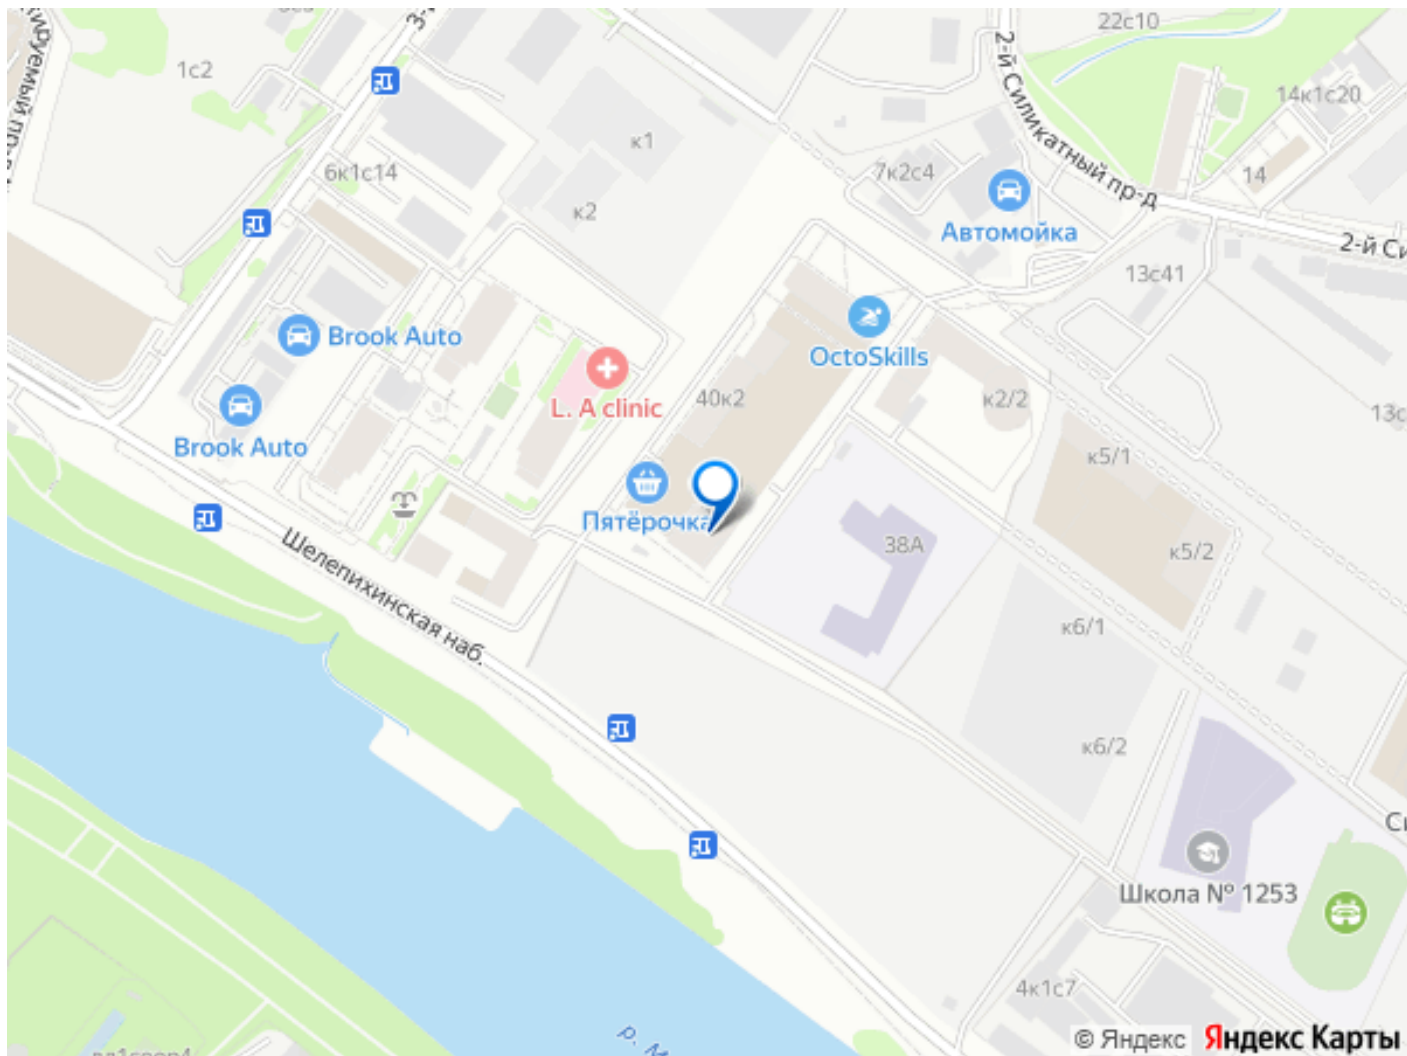 22с10
1с2
2-й Силикатный пр-д
14к1с20
к1
6к1с14
7к2с4
14
к2
Автомойка
2-й Си
13с41
Brook Auto
OctoSkills
L. A clinic
40к2
к2/2
13с
Brook Auto
к5/1
Пятёрочка
38А
к5/2
Шелепихинская наб.
к6/1
к6/2
Школа № 1253
4к1с7
р. М
© Яндекс
Яндекс Карты